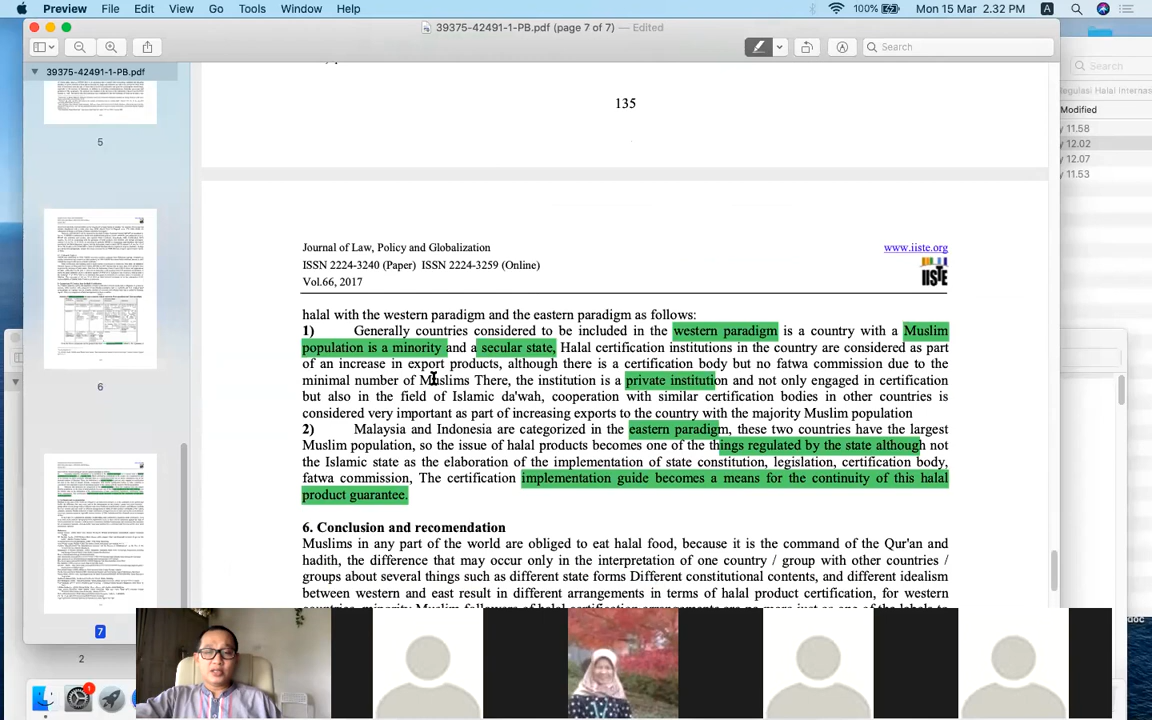 Preview File Edit View Go Tools Window Help
100% Mon 15 Mar 2.32 PM A
39375-42491-1-PB.pdf (page 7 of 7) — Edited
Search
Search
39375-42491-1-PB.pdf
egulasi Halal Internas
Modified
y 11.58
y 12.02
y 12.07
y 11.53
5
6
7
2
135
Journal of Law, Policy and Globalization
www.iiste.org
ISSN 2224-3240 (Paper) ISSN 2224-3259 (Online)
Vol.66, 2017
IISTE
halal with the western paradigm and the eastern paradigm as follows:
1) Generally countries considered to be included in the western paradigm is a country with a Muslim
population is a minority and a secular state, Halal certification institutions in the country are considered as part
of an increase in export products, although there is a certification body but no fatwa commission due to the
minimal number of Muslims There, the institution is a private institution and not only engaged in certification
but also in the field of Islamic da'wah, cooperation with similar certification bodies in other countries is
considered very important as part of increasing exports to the country with the majority Muslim population
2) Malaysia and Indonesia are categorized in the eastern paradigm, these two countries have the largest
Muslim population, so the issue of halal products becomes one of the things regulated by the state although not
the Islamic state as the elaboration of the implementation of state constitution, legislation, certification body,
fatwa commission, The certification implementation guide becomes a means for the continuity of this halal
product guarantee.
6. Conclusion and recomendation
Muslims in any part of the world are obliged to eat halal food, because it is the command of the Qur'an and
hadith, the difference that may occur only in the interpretation of one country / group with other countries /
groups about several things such as different state forms Different constitutional contents, and different idealism
between western and east result in different arrangements in terms of halal product certification, for western
doc
1